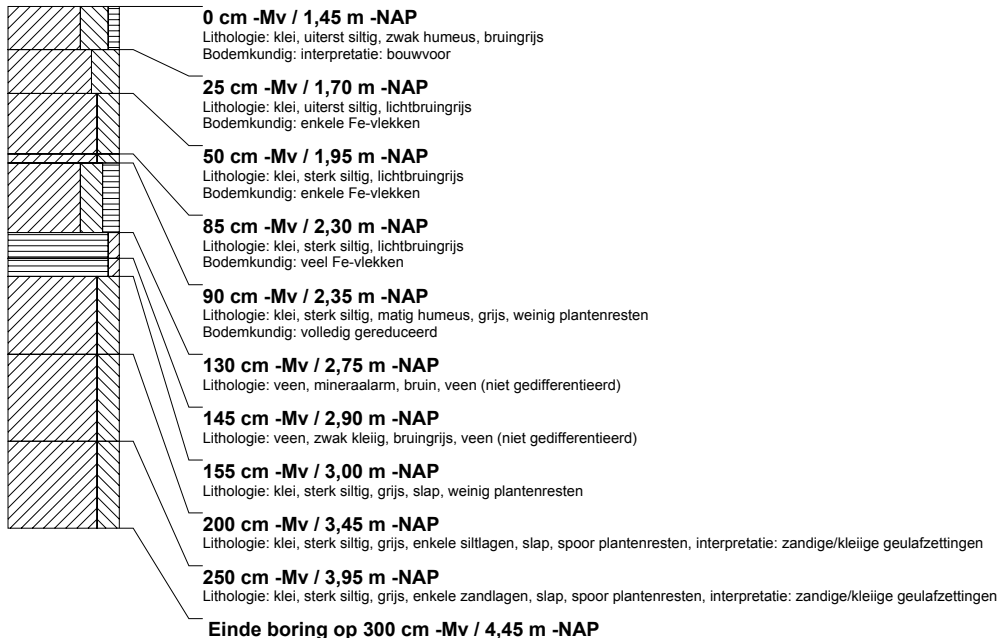 0 cm -Mv / 1,45 m -NAP
Lithologie: klei, uiterst siltig, zwak humeus, bruingrijs
Bodemkundig: interpretatie: bouwvoor
25 cm -Mv / 1,70 m -NAP
Lithologie: klei, uiterst siltig, lichtbruingrijs
Bodemkundig: enkele Fe-vlekken
50 cm -Mv / 1,95 m -NAP
Lithologie: klei, sterk siltig, lichtbruingrijs
Bodemkundig: enkele Fe-vlekken
85 cm -Mv / 2,30 m -NAP
Lithologie: klei, sterk siltig, lichtbruingrijs
Bodemkundig: veel Fe-vlekken
90 cm -Mv / 2,35 m -NAP
Lithologie: klei, sterk siltig, matig humeus, grijs, weinig plantenresten
Bodemkundig: volledig gereduceerd
130 cm -Mv / 2,75 m -NAP
Lithologie: veen, mineraalarm, bruin, veen (niet gedifferentieerd)
145 cm -Mv / 2,90 m -NAP
Lithologie: veen, zwak kleiig, bruingrijs, veen (niet gedifferentieerd)
155 cm -Mv / 3,00 m -NAP
Lithologie: klei, sterk siltig, grijs, slap, weinig plantenresten
200 cm -Mv / 3,45 m -NAP
Lithologie: klei, sterk siltig, grijs, enkele siltlagen, slap, spoor plantenresten, interpretatie: zandige/kleiige geulafzettingen
250 cm -Mv / 3,95 m -NAP
Lithologie: klei, sterk siltig, grijs, enkele zandlagen, slap, spoor plantenresten, interpretatie: zandige/kleiige geulafzettingen
Einde boring op 300 cm -Mv / 4,45 m -NAP